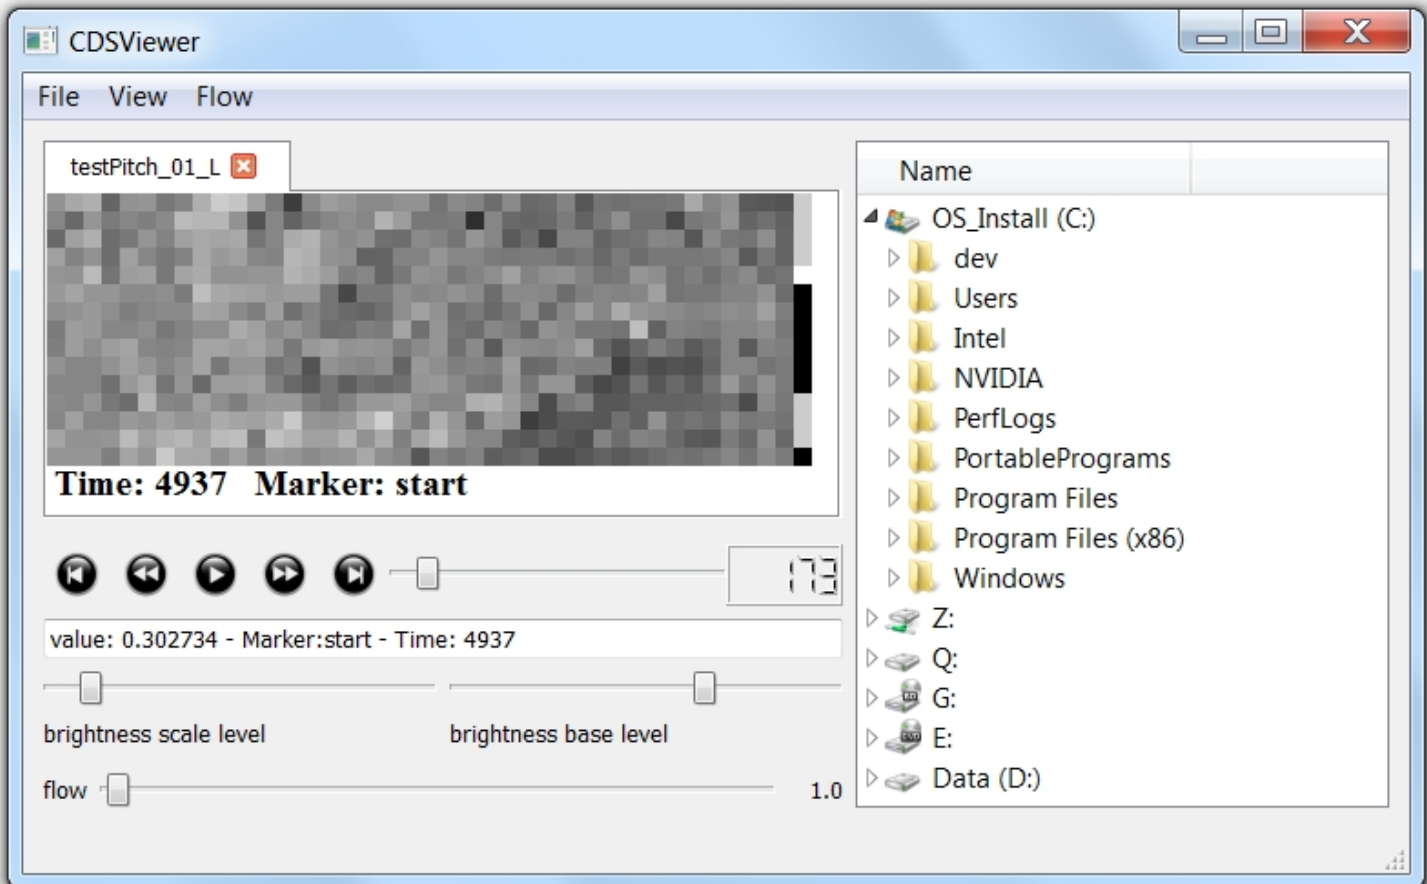 CDSViewer
File View Flow
testPitch_01_L
Time: 4937 Marker: start
173
value: 0.302734 - Marker:start - Time: 4937
brightness scale level
brightness base level
flow 1.0
Name
OS_Install (C:)
dev
Users
Intel
NVIDIA
PerfLogs
PortablePrograms
Program Files
Program Files (x86)
Windows
Z:
Q:
G:
E:
Data (D:)